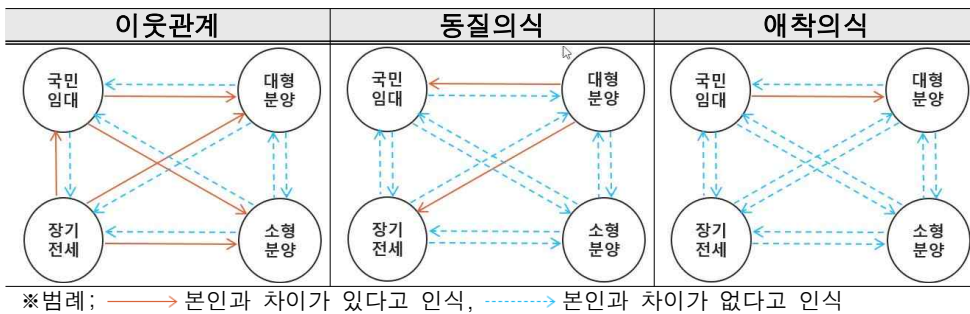 이웃관계 동질의식 애착의식
국민 대형 국민 대형 국민 대형
임대 분양 임대 분양 임대 분양
장기 소형 장기 소형 장기 소형
전세 분양 전세 분양 전세 분양
※범례; 본인과 차이가 있다고 인식, 본인과 차이가 없다고 인식